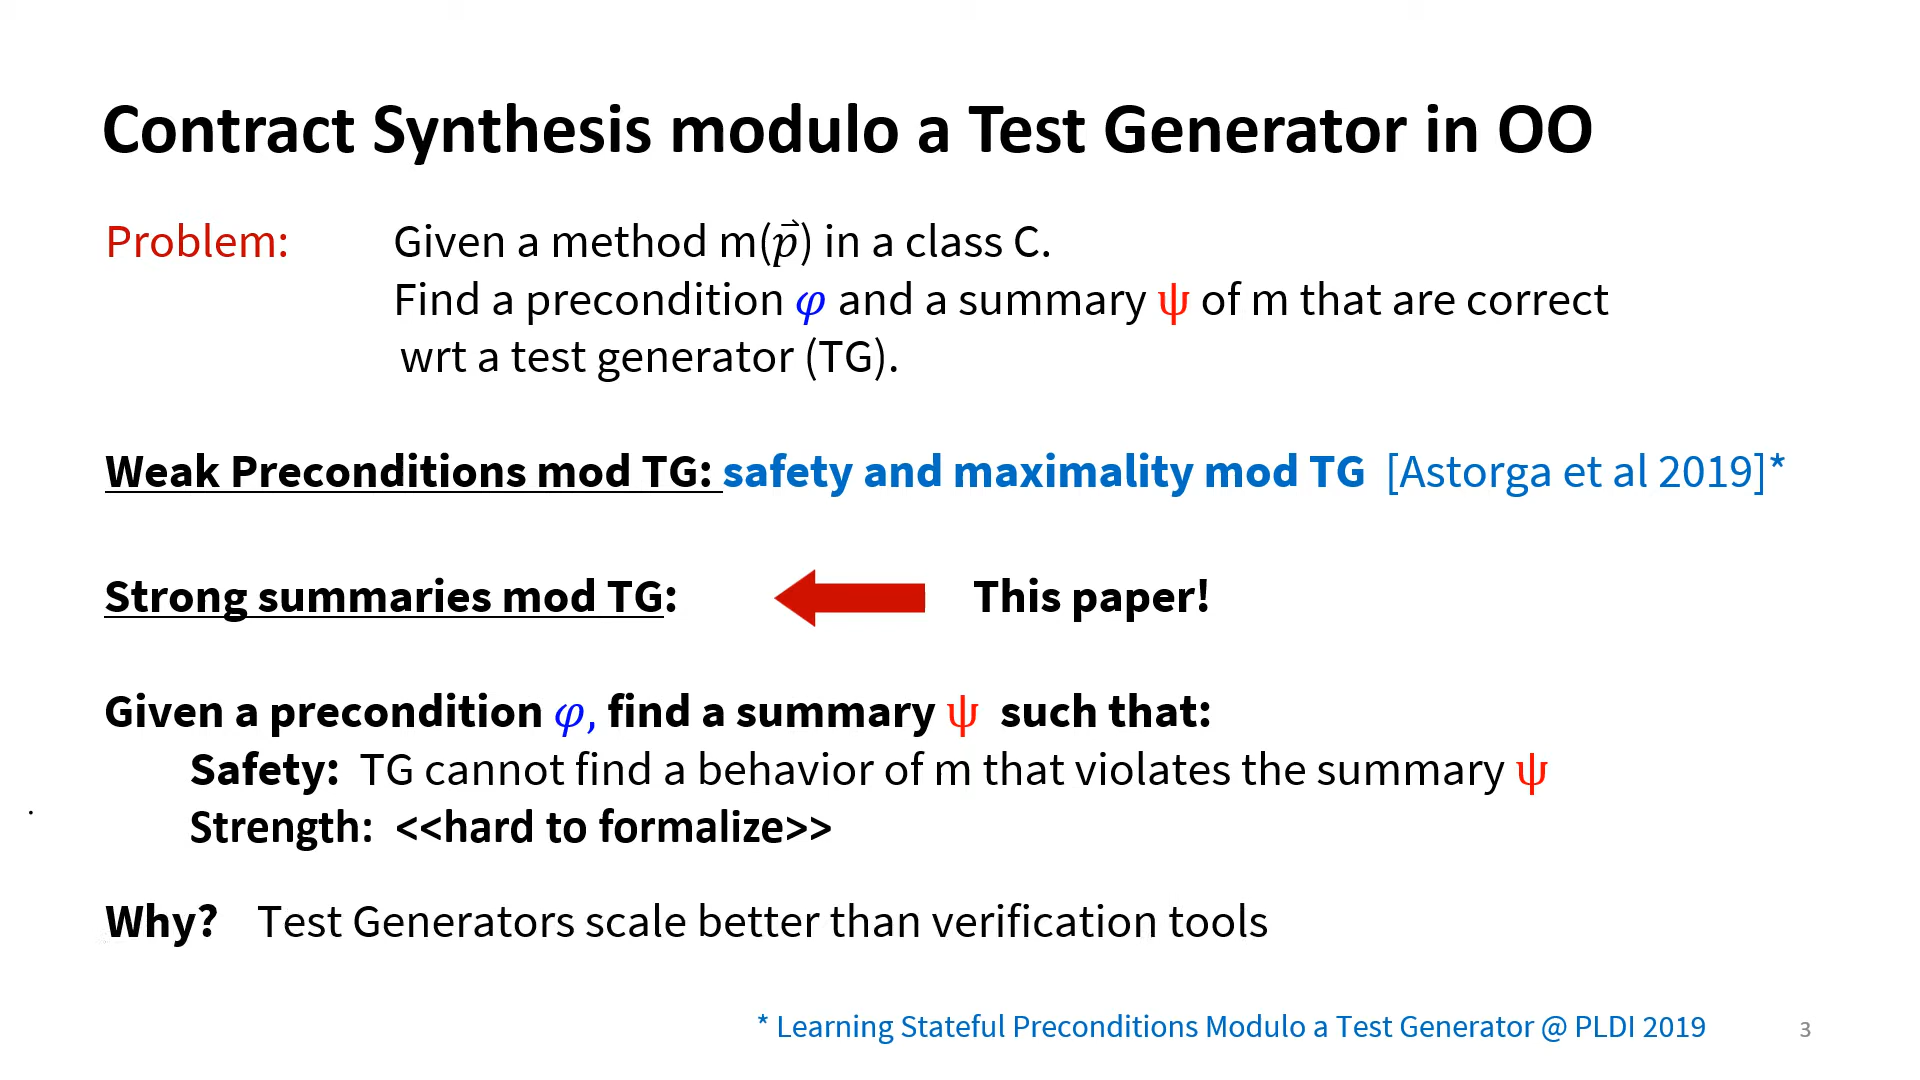 Contract Synthesis modulo a Test Generator in OO
Problem: Given a method m(p⃗) in a class C.
Find a precondition φ and a summary ψ of m that are correct
wrt a test generator (TG).
Weak Preconditions mod TG: safety and maximality mod TG [Astorga et al 2019]*
Strong summaries mod TG: This paper!
Given a precondition φ, find a summary ψ such that:
Safety: TG cannot find a behavior of m that violates the summary ψ
Strength: <<hard to formalize>>
Why? Test Generators scale better than verification tools
* Learning Stateful Preconditions Modulo a Test Generator @ PLDI 2019
3